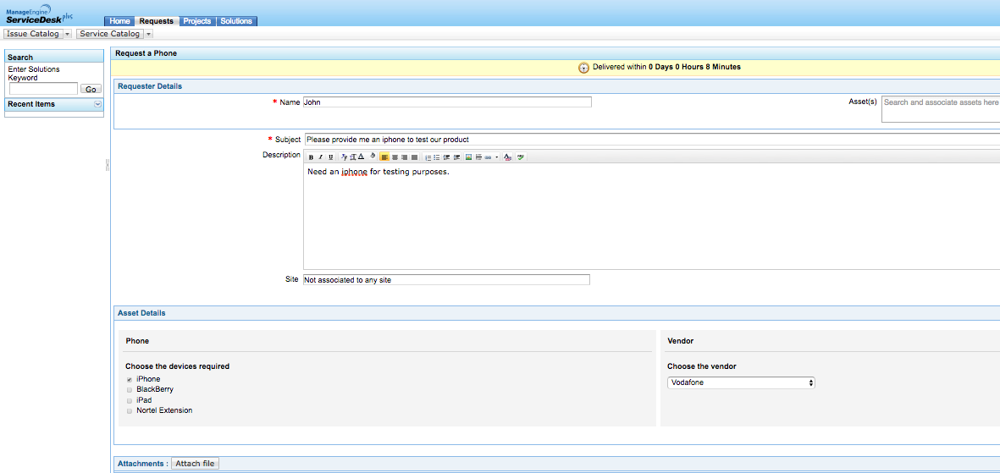 ManageEngine
ServiceDesk plus
Home Requests Projects Solutions
Issue Catalog Service Catalog
Search
Enter Solutions
Keyword
Go
Recent Items
Request a Phone
Delivered within 0 Days 0 Hours 8 Minutes
Requester Details
* Name John
Asset(s) Search and associate assets here
* Subject Please provide me an iphone to test our product
Description
B I U
Need an iphone for testing purposes.
Site Not associated to any site
Asset Details
Phone
Choose the devices required
iPhone
BlackBerry
iPad
Nortel Extension
Vendor
Choose the vendor
Vodafone
Attachments : Attach file